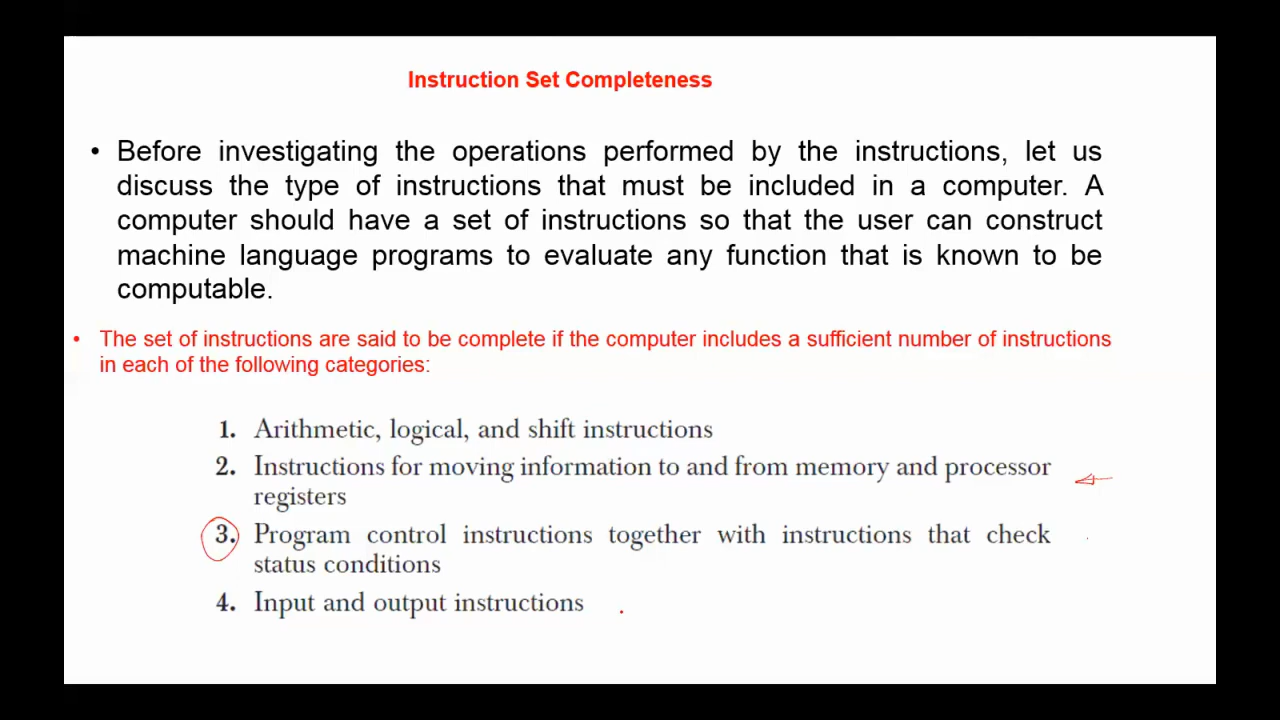 Instruction Set Completeness
• Before investigating the operations performed by the instructions, let us
discuss the type of instructions that must be included in a computer. A
computer should have a set of instructions so that the user can construct
machine language programs to evaluate any function that is known to be
computable.
• The set of instructions are said to be complete if the computer includes a sufficient number of instructions
in each of the following categories:
1. Arithmetic, logical, and shift instructions
2. Instructions for moving information to and from memory and processor
registers
3. Program control instructions together with instructions that check
status conditions
4. Input and output instructions